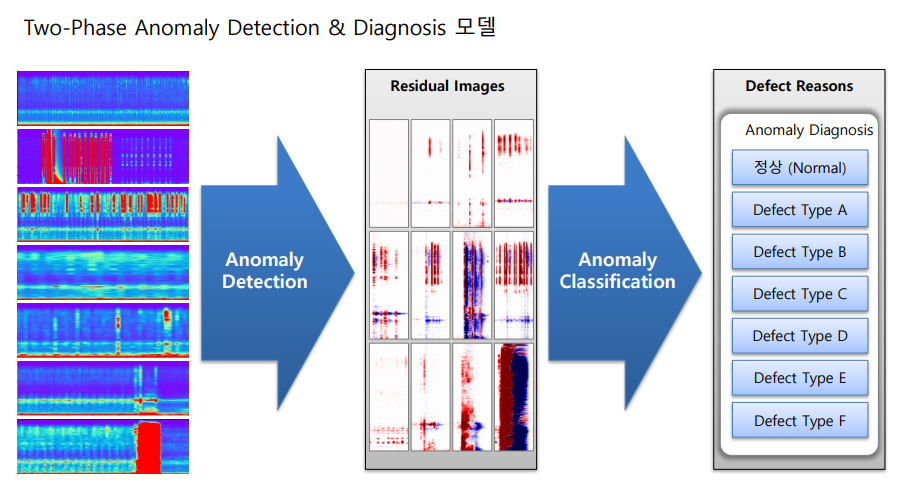 Two-Phase Anomaly Detection & Diagnosis 모델
Anomaly
Detection
Residual Images
Anomaly
Classification
Defect Reasons
Anomaly Diagnosis
정상 (Normal)
Defect Type A
Defect Type B
Defect Type C
Defect Type D
Defect Type E
Defect Type F